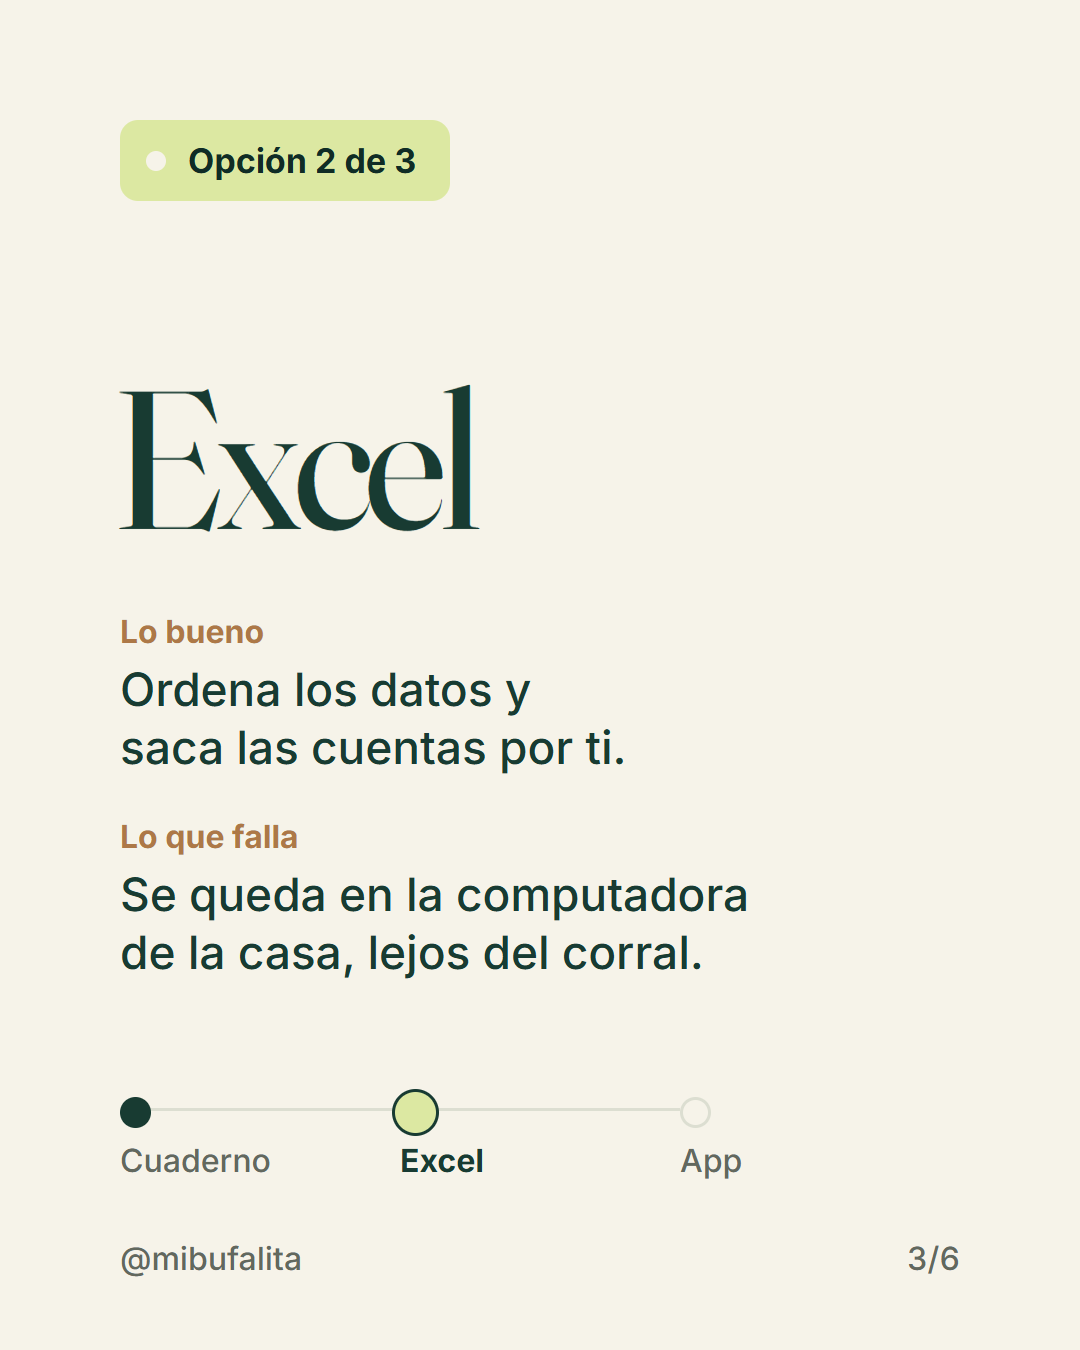 Opción 2 de 3
Excel
Lo bueno
Ordena los datos y
saca las cuentas por ti.
Lo que falla
Se queda en la computadora
de la casa, lejos del corral.
Cuaderno
Excel
App
@mibufalita
3/6